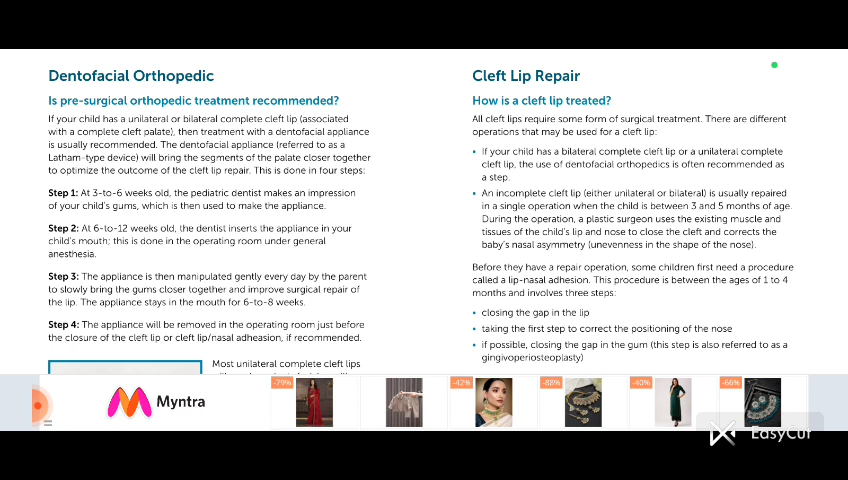 Dentofacial Orthopedic
Is pre-surgical orthopedic treatment recommended?
If your child has a unilateral or bilateral complete cleft lip (associated
with a complete cleft palate), then treatment with a dentofacial appliance
is usually recommended. The dentofacial appliance (referred to as a
Latham-type device) will bring the segments of the palate closer together
to optimize the outcome of the cleft lip repair. This is done in four steps:
Step 1: At 3-to-6 weeks old, the pediatric dentist makes an impression
of your child's gums, which is then used to make the appliance.
Step 2: At 6-to-12 weeks old, the dentist inserts the appliance in your
child's mouth; this is done in the operating room under general
anesthesia.
Step 3: The appliance is then manipulated gently every day by the parent
to slowly bring the gums closer together and improve surgical repair of
the lip. The appliance stays in the mouth for 6-to-8 weeks.
Step 4: The appliance will be removed in the operating room just before
the closure of the cleft lip or cleft lip/nasal adheasion, if recommended.
Most unilateral complete cleft lips
Cleft Lip Repair
How is a cleft lip treated?
All cleft lips require some form of surgical treatment. There are different
operations that may be used for a cleft lip:
• If your child has a bilateral complete cleft lip or a unilateral complete
cleft lip, the use of dentofacial orthopedics is often recommended as
a step.
• An incomplete cleft lip (either unilateral or bilateral) is usually repaired
in a single operation when the child is between 3 and 5 months of age.
During the operation, a plastic surgeon uses the existing muscle and
tissues of the child's lip and nose to close the cleft and corrects the
baby's nasal asymmetry (unevenness in the shape of the nose).
Before they have a repair operation, some children first need a procedure
called a lip-nasal adhesion. This procedure is between the ages of 1 to 4
months and involves three steps:
• closing the gap in the lip
• taking the first step to correct the positioning of the nose
• if possible, closing the gap in the gum (this step is also referred to as a
gingivoperiosteoplasty)
Myntra
-79%
-42%
-88%
-40%
-66%
EasyCut